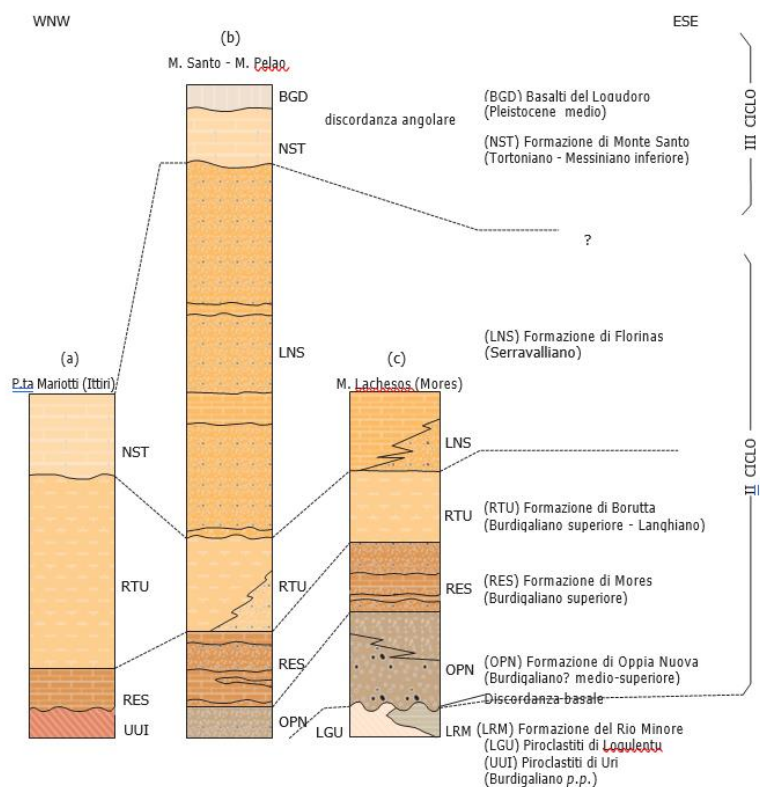 WNW
ESE
(b)
M. Santo - M. Pelao
BGD
NST
LNS
RTU
RES
OPN
discordanza angolare
(BGD) Basalti del Logudoro
(Pleistocene medio)
(NST) Formazione di Monte Santo
(Tortoniano - Messiniano inferiore)
III CICLO
?
(a)
P.ta Mariotti (Ittiri)
NST
RTU
RES
UUI
(c)
M. Lachesos (Mores)
LNS
RTU
RES
OPN
LGU
LRM
(LNS) Formazione di Florinas
(Serravalliano)
(RTU) Formazione di Borutta
(Burdigaliano superiore - Langhiano)
(RES) Formazione di Mores
(Burdigaliano superiore)
(OPN) Formazione di Oppia Nuova
(Burdigaliano? medio-superiore)
Discordanza basale
(LRM) Formazione del Rio Minore
(LGU) Piroclastiti di Logulentu
(UUI) Piroclastiti di Uri
(Burdigaliano p.p.)
II CICLO